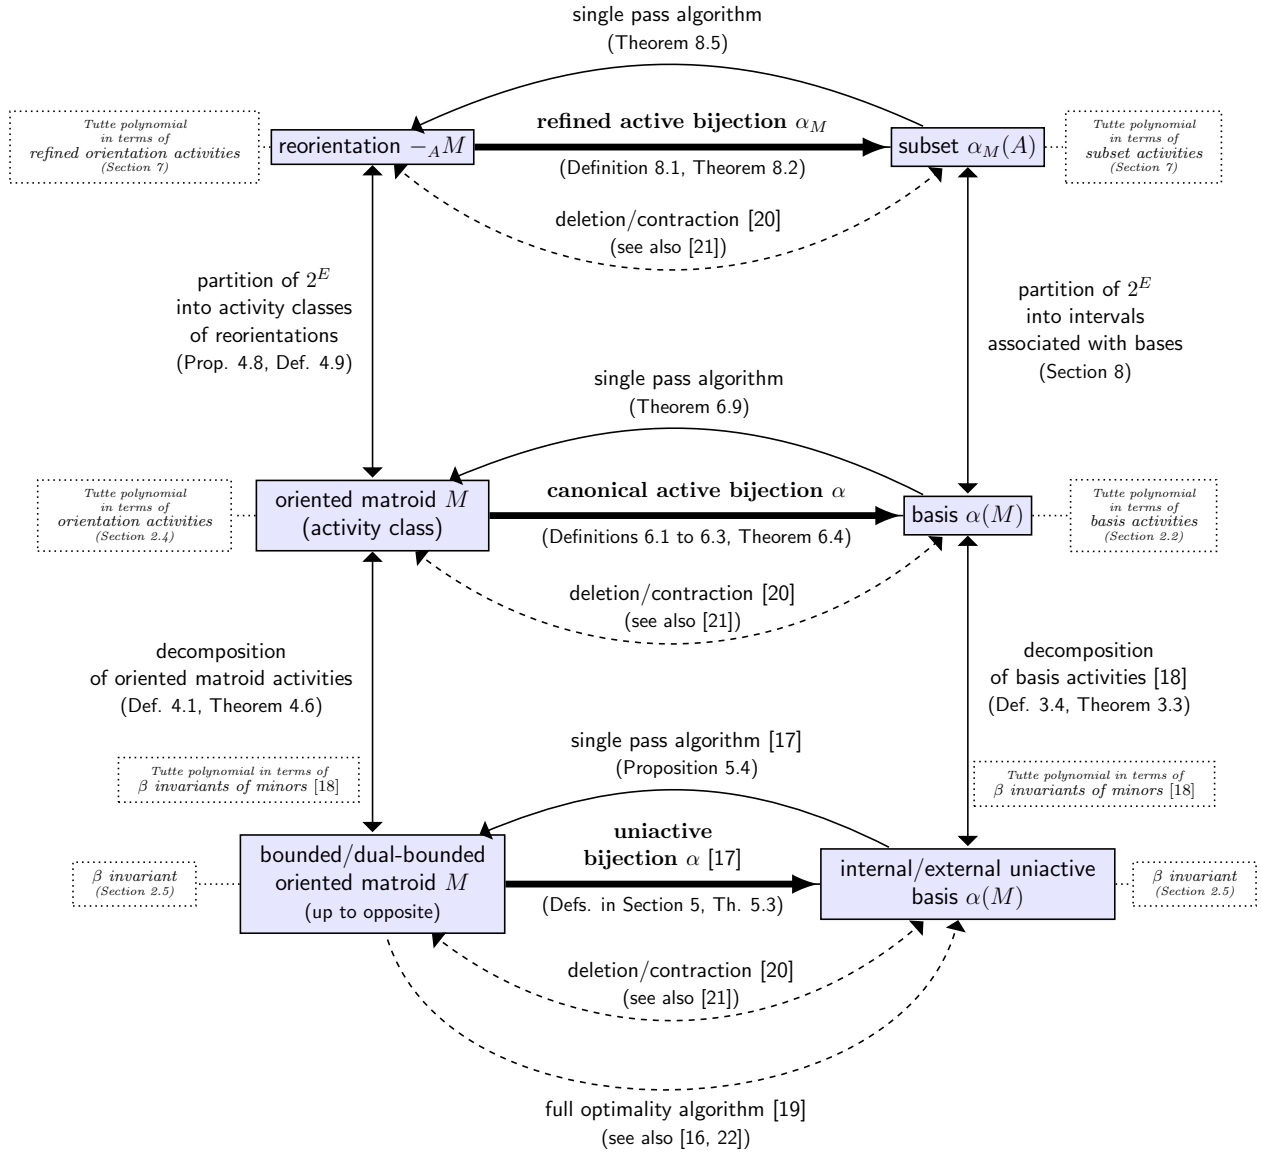 single pass algorithm
(Theorem 8.5)
Tutte polynomial
in terms of
refined orientation activities
(Section 7)
reorientation −_A M
refined active bijection α_M
(Definition 8.1, Theorem 8.2)
subset α_M(A)
Tutte polynomial
in terms of
subset activities
(Section 7)
deletion/contraction [20]
(see also [21])
partition of 2^E
into activity classes
of reorientations
(Prop. 4.8, Def. 4.9)
partition of 2^E
into intervals
associated with bases
(Section 8)
single pass algorithm
(Theorem 6.9)
Tutte polynomial
in terms of
orientation activities
(Section 2.4)
oriented matroid M
(activity class)
canonical active bijection α
(Definitions 6.1 to 6.3, Theorem 6.4)
basis α(M)
Tutte polynomial
in terms of
basis activities
(Section 2.2)
deletion/contraction [20]
(see also [21])
decomposition
of oriented matroid activities
(Def. 4.1, Theorem 4.6)
decomposition
of basis activities [18]
(Def. 3.4, Theorem 3.3)
single pass algorithm [17]
(Proposition 5.4)
Tutte polynomial in terms of
β invariants of minors [18]
Tutte polynomial in terms of
β invariants of minors [18]
β invariant
(Section 2.5)
bounded/dual-bounded
oriented matroid M
(up to opposite)
uniactive
bijection α [17]
(Defs. in Section 5, Th. 5.3)
internal/external uniactive
basis α(M)
β invariant
(Section 2.5)
deletion/contraction [20]
(see also [21])
full optimality algorithm [19]
(see also [16, 22])